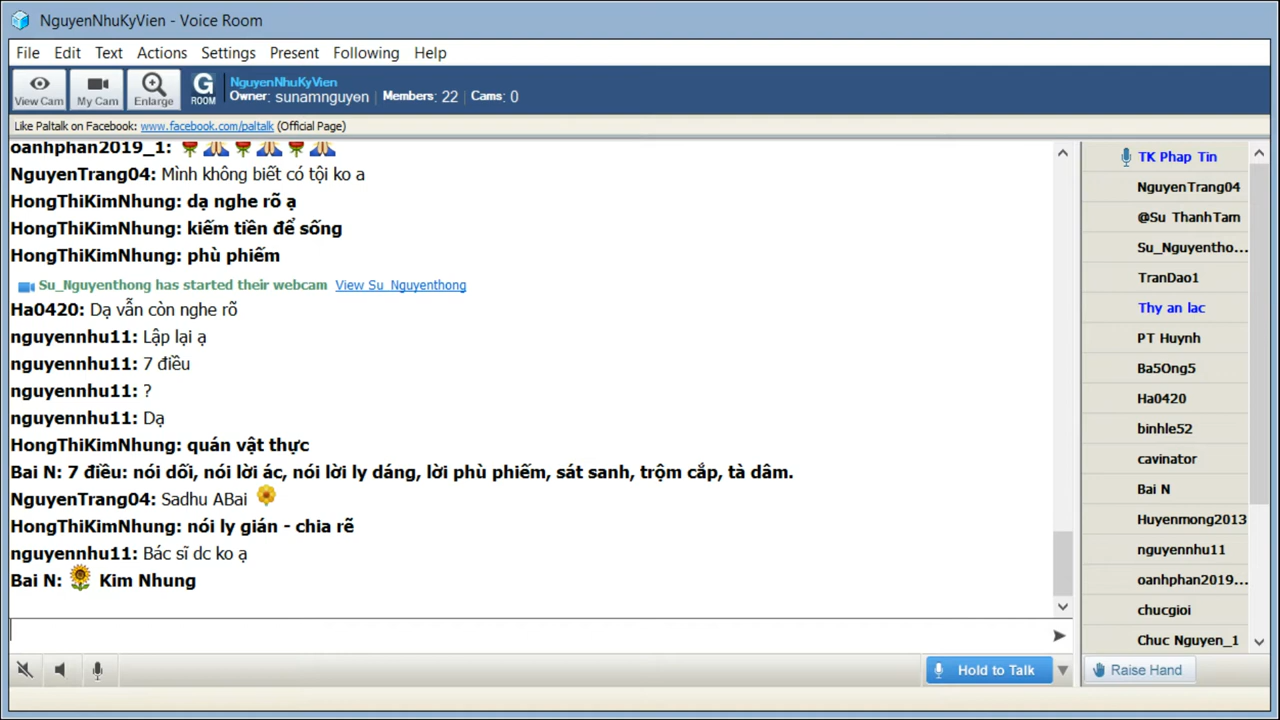 NguyenNhuKyVien - Voice Room
File Edit Text Actions Settings Present Following Help
View Cam My Cam Enlarge G ROOM
NguyenNhuKyVien
Owner: sunamnguyen | Members: 22 | Cams: 0
Like Paltalk on Facebook: www.facebook.com/paltalk (Official Page)
oanhphan2019_1:
NguyenTrang04: Mình không biết có tội ko a
HongThiKimNhung: dạ nghe rõ ạ
HongThiKimNhung: kiếm tiền để sống
HongThiKimNhung: phù phiếm
Su_Nguyenthong has started their webcam View Su_Nguyenthong
Ha0420: Dạ vẫn còn nghe rõ
nguyennhu11: Lập lại ạ
nguyennhu11: 7 điều
nguyennhu11: ?
nguyennhu11: Dạ
HongThiKimNhung: quán vật thực
Bai N: 7 điều: nói dối, nói lời ác, nói lời ly dáng, lời phù phiếm, sát sanh, trộm cắp, tà dâm.
NguyenTrang04: Sadhu ABai
HongThiKimNhung: nói ly gián - chia rẽ
nguyennhu11: Bác sĩ dc ko ạ
Bai N: Kim Nhung
TK Phap Tin
NguyenTrang04
@Su ThanhTam
Su_Nguyentho...
TranDao1
Thy an lac
PT Huynh
Ba5Ong5
Ha0420
binhle52
cavinator
Bai N
Huyenmong2013
nguyennhu11
oanhphan2019...
chucgioi
Chuc Nguyen_1
Hold to Talk
Raise Hand